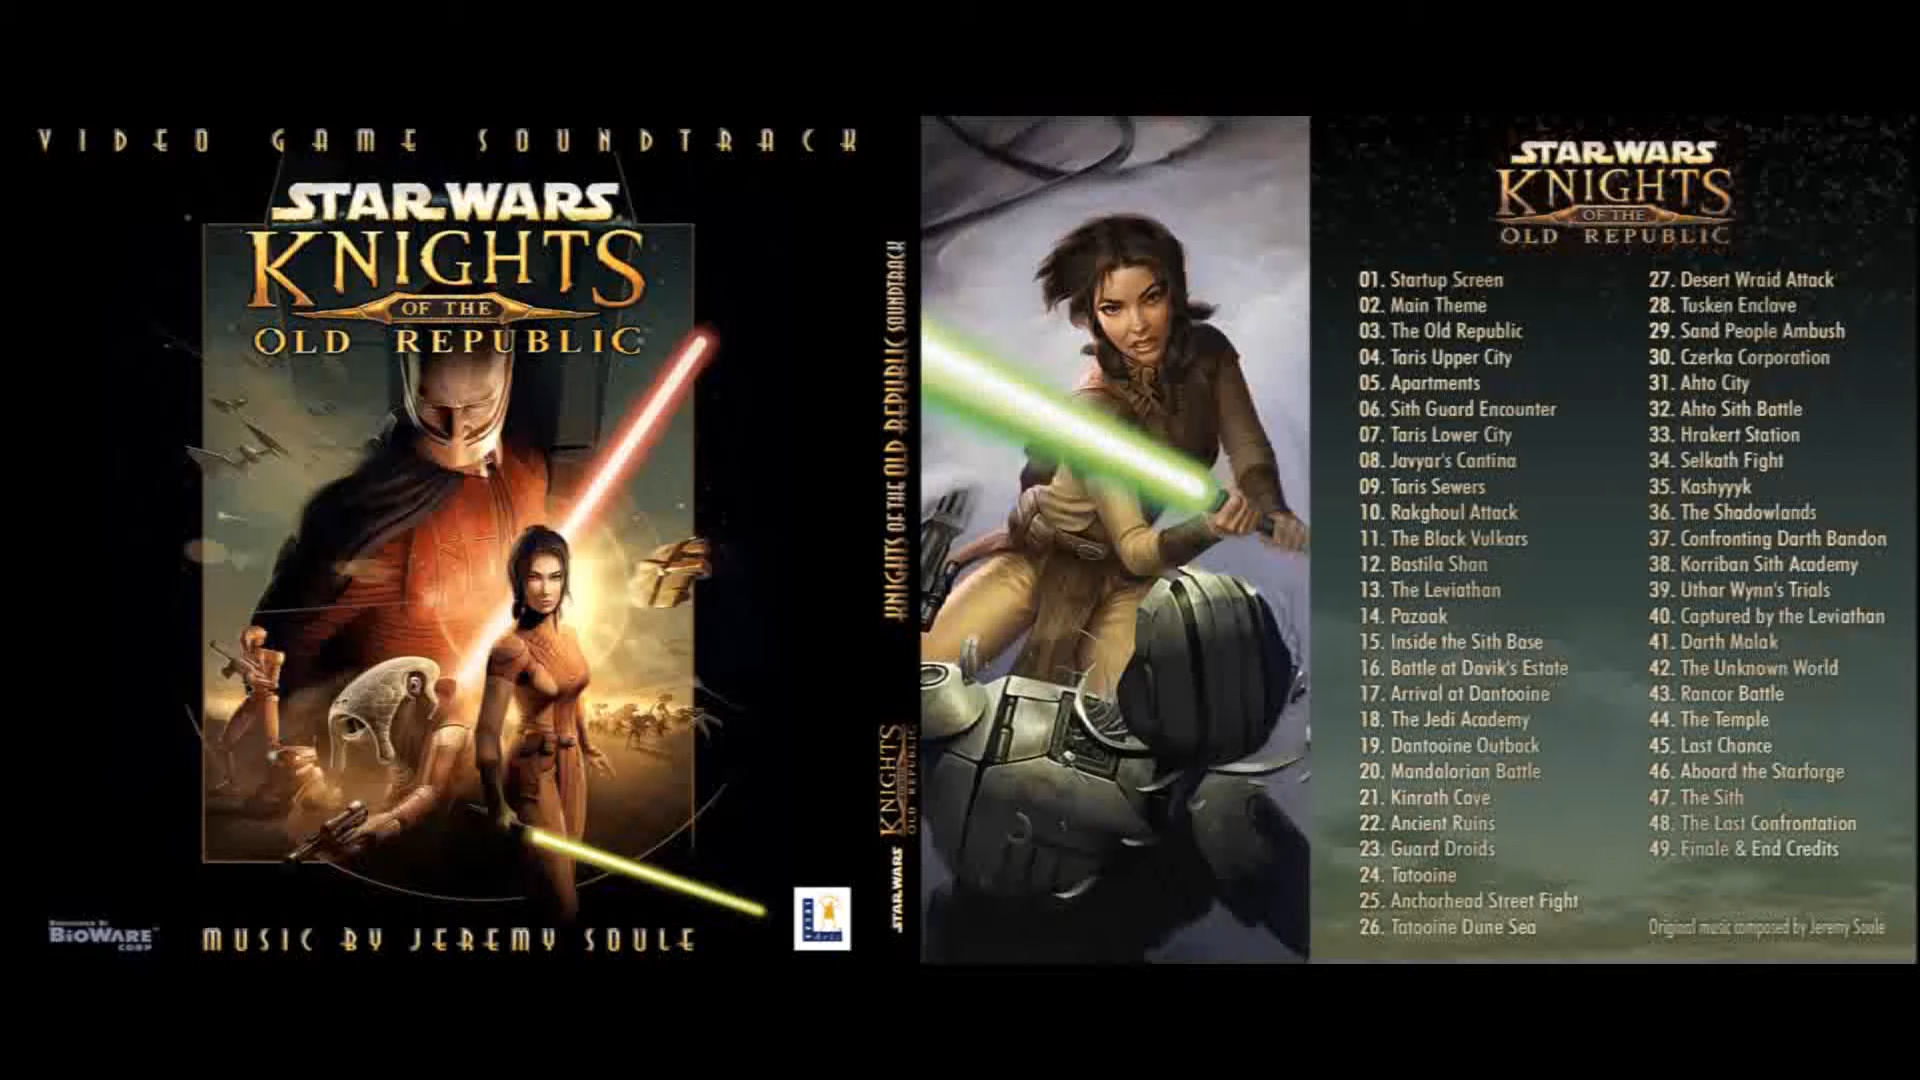 VIDEO GAME SOUNDTRACK
STAR WARS
KNIGHTS
OF THE
OLD REPUBLIC
BIOWARE
CORP
MUSIC BY JEREMY SOULE
KNIGHTS OF THE OLD REPUBLIC SOUNDTRACK
KNIGHTS
OLD REPUBLIC
STAR WARS
STAR WARS
KNIGHTS
OF THE
OLD REPUBLIC
01. Startup Screen
02. Main Theme
03. The Old Republic
04. Taris Upper City
05. Apartments
06. Sith Guard Encounter
07. Taris Lower City
08. Javyar's Cantina
09. Taris Sewers
10. Rakghoul Attack
11. The Black Vulkars
12. Bastila Shan
13. The Leviathan
14. Pazaak
15. Inside the Sith Base
16. Battle at Davik's Estate
17. Arrival at Dantooine
18. The Jedi Academy
19. Dantooine Outback
20. Mandalorian Battle
21. Kinrath Cave
22. Ancient Ruins
23. Guard Droids
24. Tatooine
25. Anchorhead Street Fight
26. Tatooine Dune Sea
27. Desert Wraid Attack
28. Tusken Enclave
29. Sand People Ambush
30. Czerka Corporation
31. Ahto City
32. Ahto Sith Battle
33. Hrakert Station
34. Selkath Fight
35. Kashyyyk
36. The Shadowlands
37. Confronting Darth Bandon
38. Korriban Sith Academy
39. Uthar Wynn's Trials
40. Captured by the Leviathan
41. Darth Malak
42. The Unknown World
43. Rancor Battle
44. The Temple
45. Last Chance
46. Aboard the Starforge
47. The Sith
48. The Last Confrontation
49. Finale & End Credits
Original music composed by Jeremy Soule